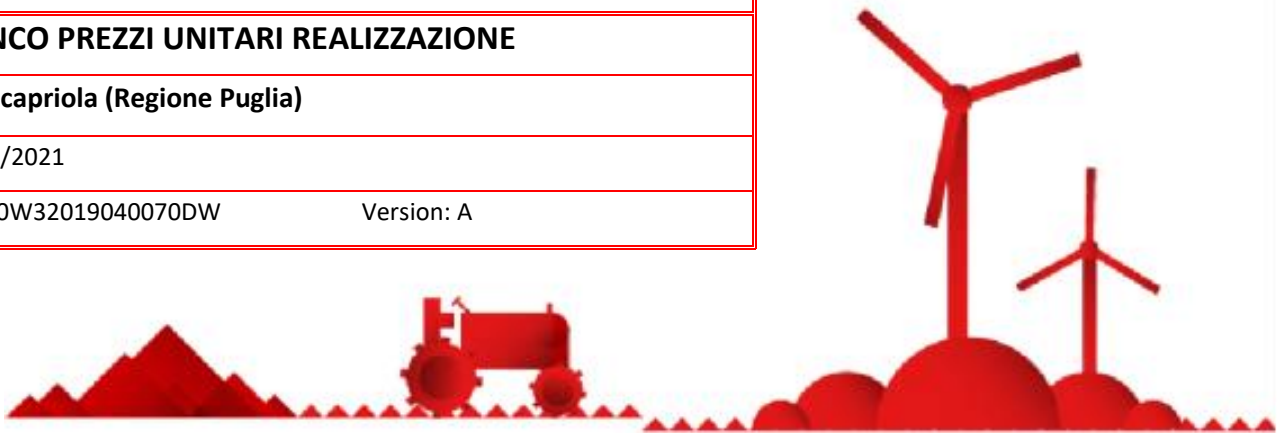 NCO PREZZI UNITARI REALIZZAZIONE
capriola (Regione Puglia)
/2021
0W32019040070DW Version: A